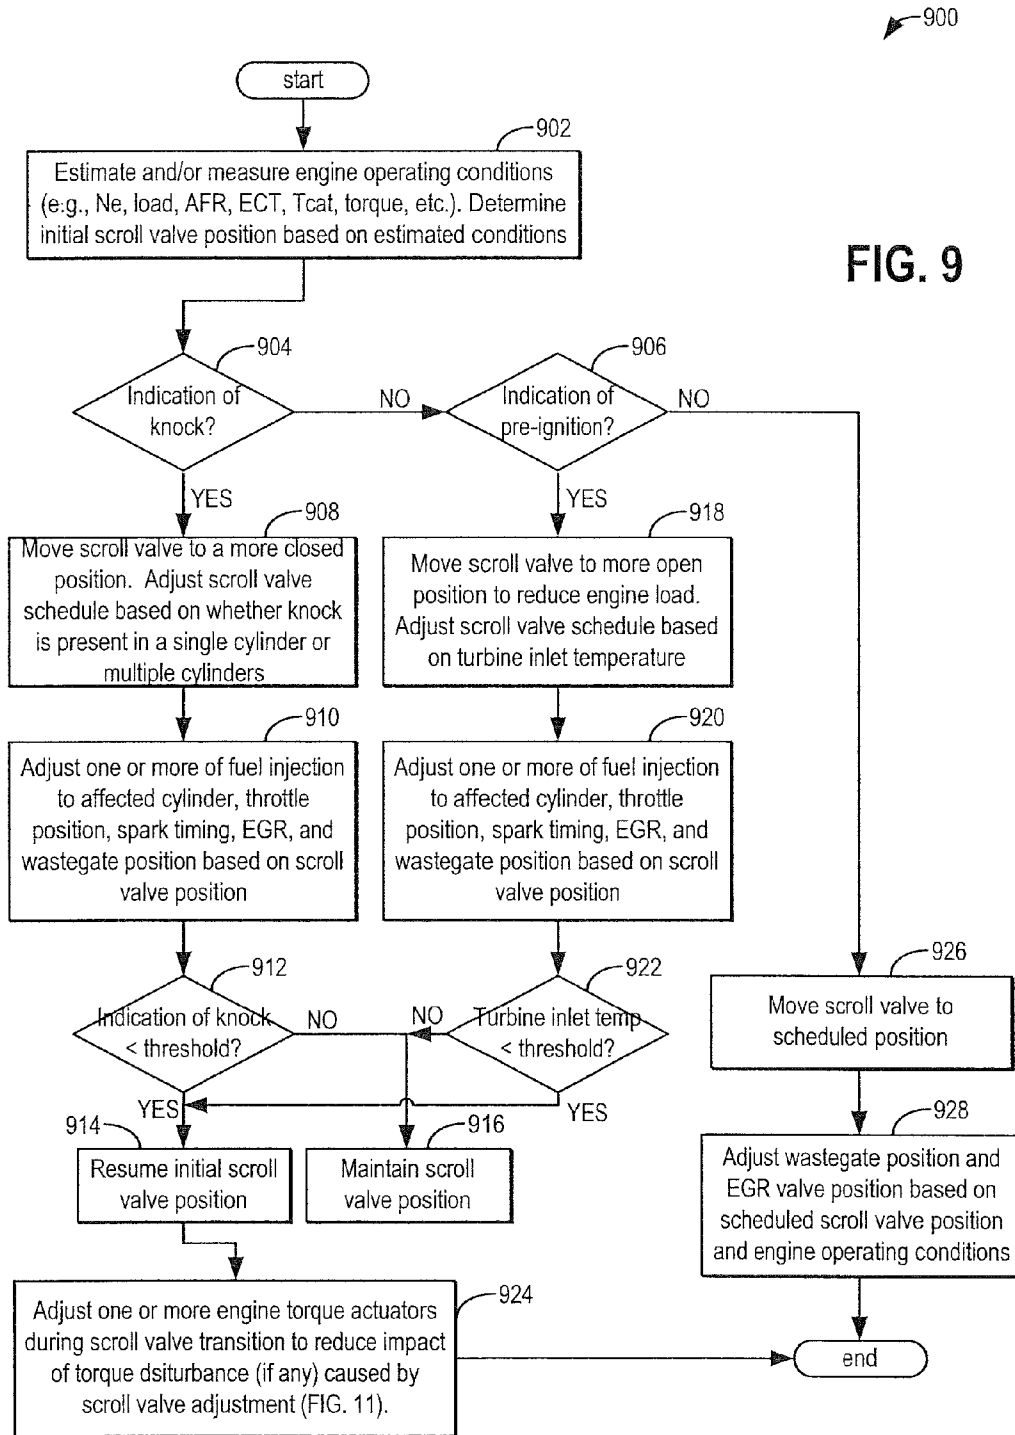 900
start
902
Estimate and/or measure engine operating conditions
(e.g., Ne, load, AFR, ECT, Tcat, torque, etc.). Determine
initial scroll valve position based on estimated conditions
FIG. 9
904
Indication of
knock?
NO
906
Indication of
pre-ignition?
NO
YES
YES
908
Move scroll valve to a more closed
position. Adjust scroll valve
schedule based on whether knock
is present in a single cylinder or
multiple cylinders
918
Move scroll valve to more open
position to reduce engine load.
Adjust scroll valve schedule based
on turbine inlet temperature
910
Adjust one or more of fuel injection
to affected cylinder, throttle
position, spark timing, EGR, and
wastegate position based on scroll
valve position
920
Adjust one or more of fuel injection
to affected cylinder, throttle
position, spark timing, EGR, and
wastegate position based on scroll
valve position
912
Indication of knock
< threshold?
NO
922
Turbine inlet temp
< threshold?
NO
YES
YES
926
Move scroll valve to
scheduled position
914
Resume initial scroll
valve position
916
Maintain scroll
valve position
928
Adjust wastegate position and
EGR valve position based on
scheduled scroll valve position
and engine operating conditions
924
Adjust one or more engine torque actuators
during scroll valve transition to reduce impact
of torque dsiturbance (if any) caused by
scroll valve adjustment (FIG. 11).
end